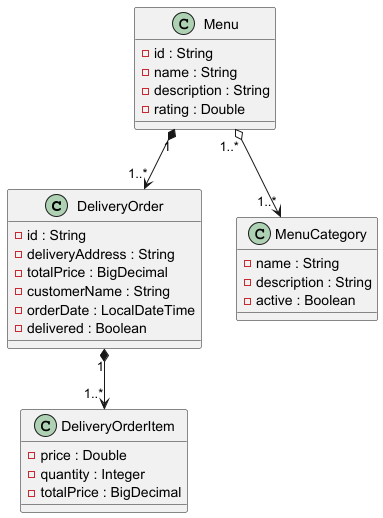 C Menu
id : String
name : String
description : String
rating : Double
1
1..*
1..*
1..*
C DeliveryOrder
id : String
deliveryAddress : String
totalPrice : BigDecimal
customerName : String
orderDate : LocalDateTime
delivered : Boolean
C MenuCategory
name : String
description : String
active : Boolean
1
1..*
C DeliveryOrderItem
price : Double
quantity : Integer
totalPrice : BigDecimal